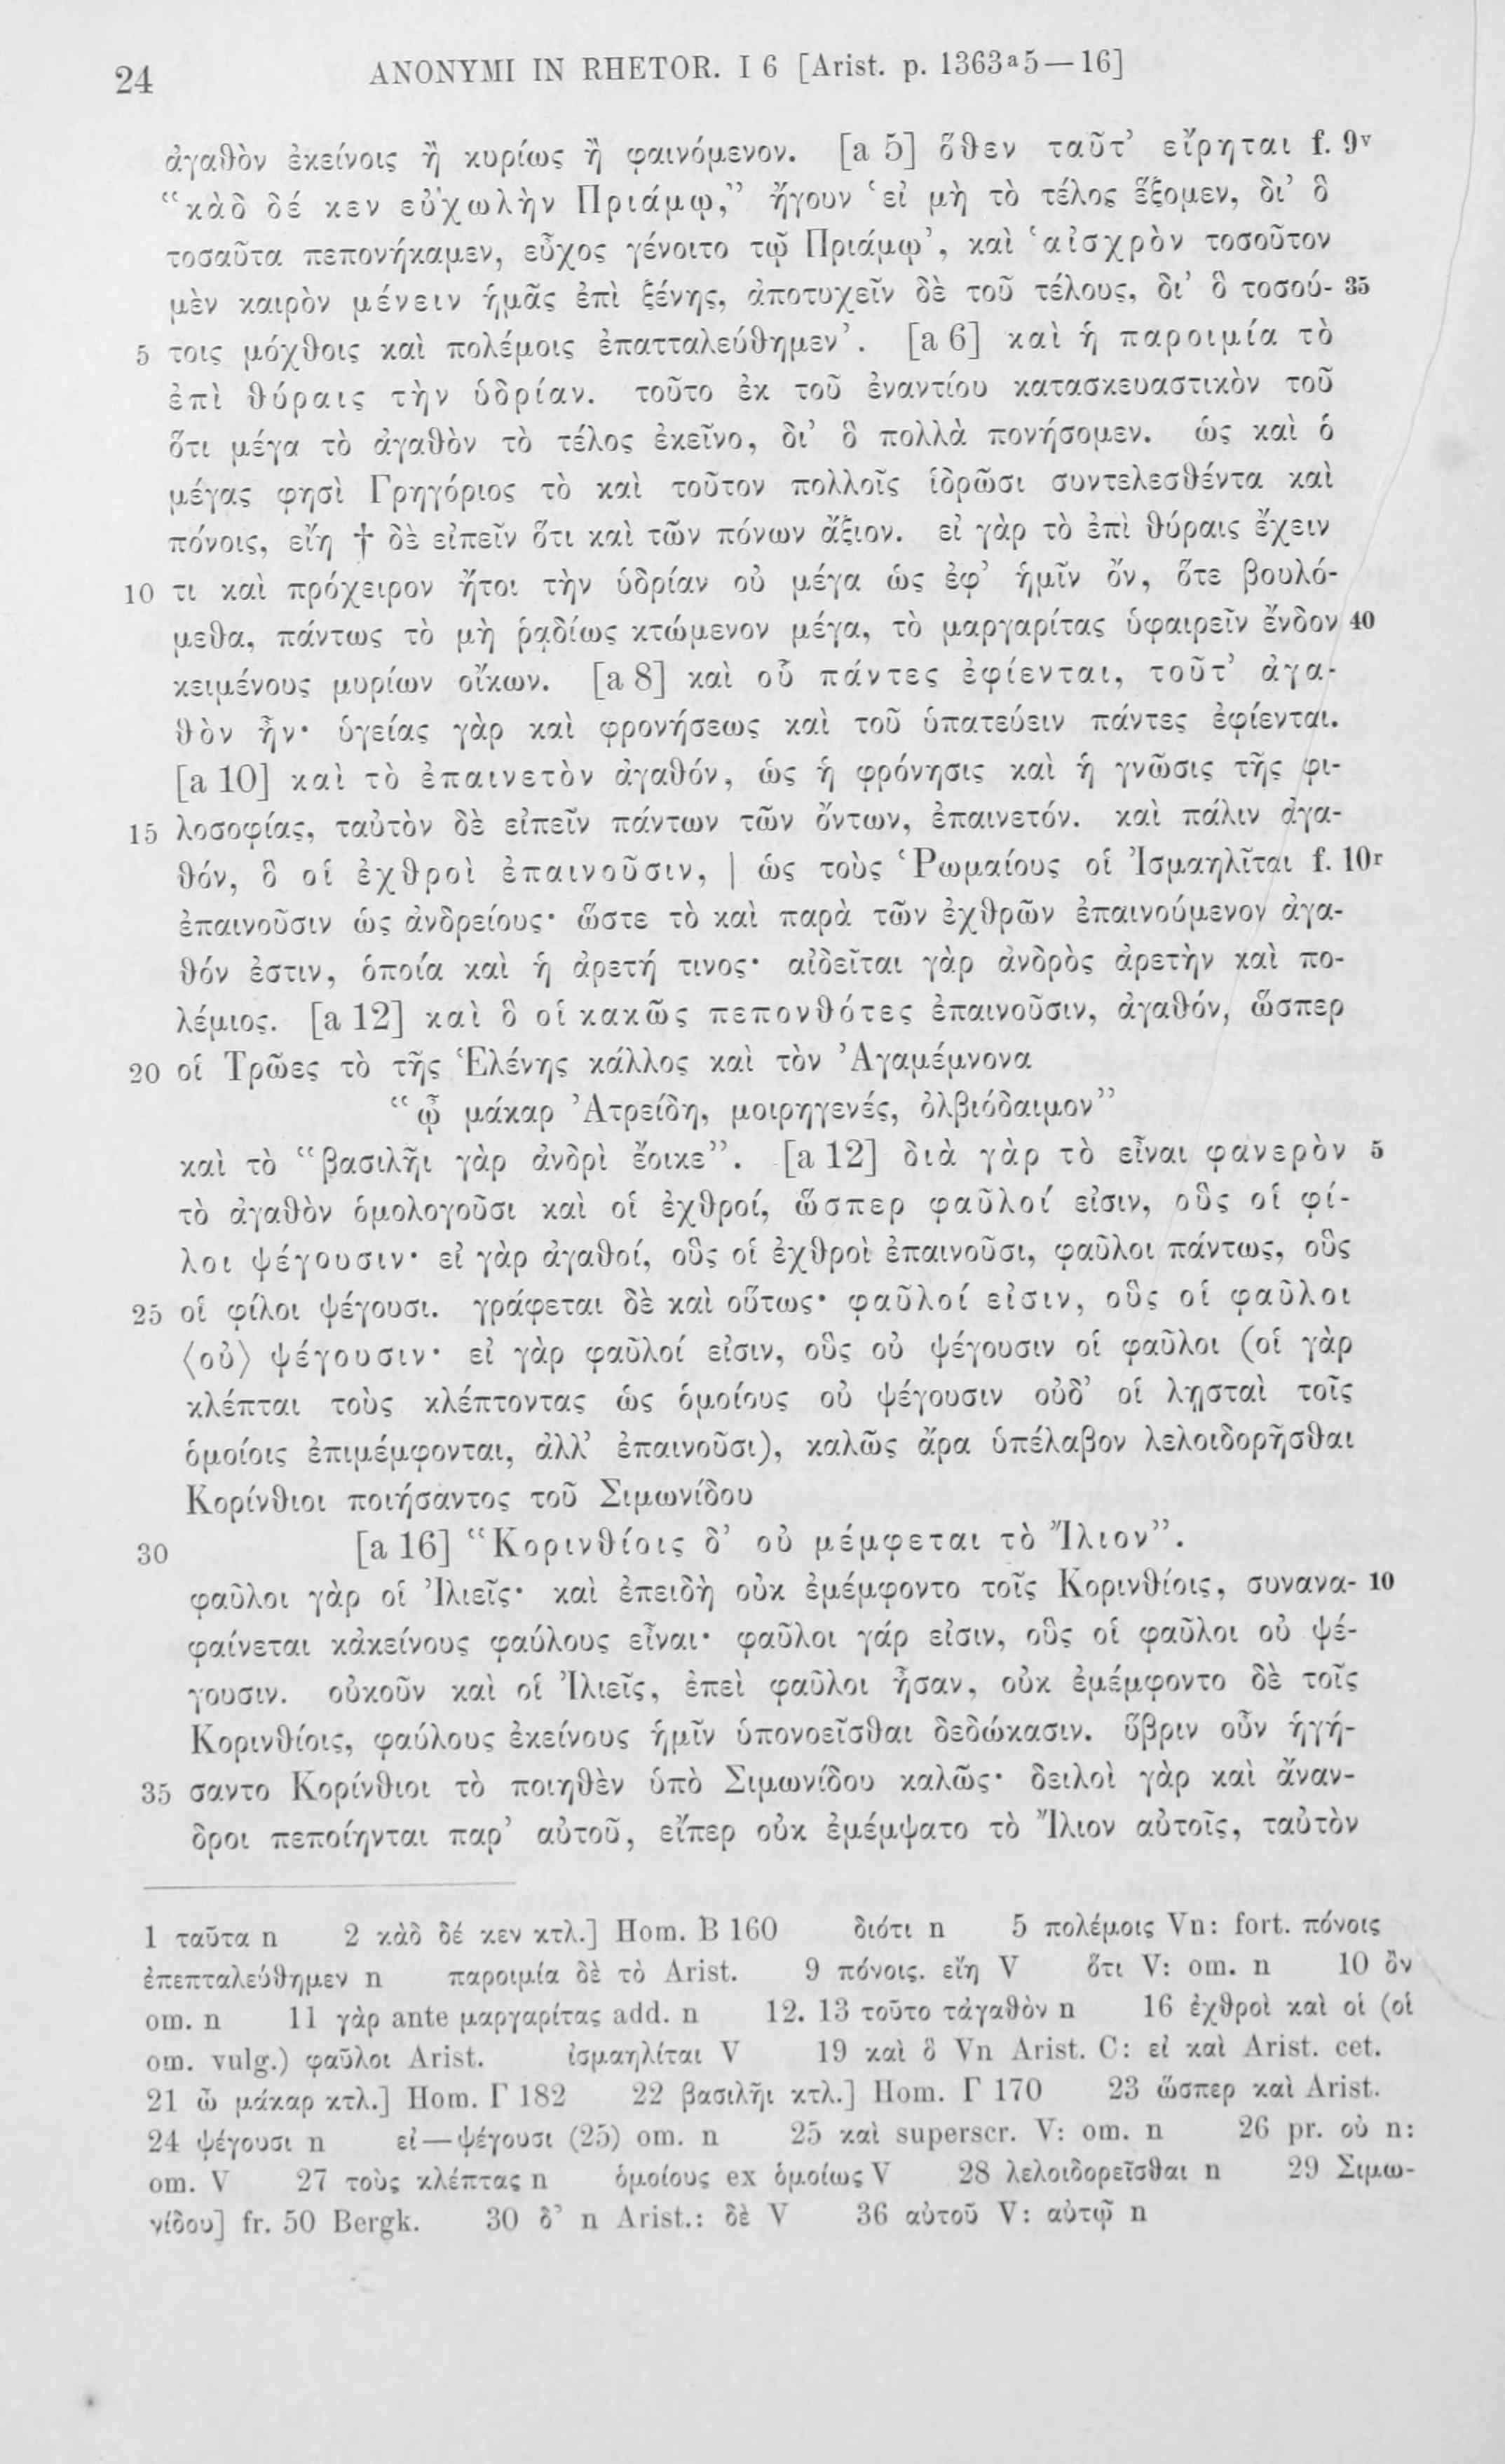 24 ANONYMI IN RHETOR. I 6 [Arist. p. 1363ᵃ5—16]
ἀγαθὸν ἐκείνοις ἢ κυρίως ἢ φαινόμενον. [a 5] ὅθεν ταῦτ’ εἴρηται f. 9ᵛ
“κὰδ δέ κεν εὐχωλὴν Πριάμῳ,” ἤγουν ‘εἰ μὴ τὸ τέλος ἕξομεν, δι’ ὃ
τοσαῦτα πεπονήκαμεν, εὖχος γένοιτο τῷ Πριάμῳ’, καὶ ‘αἰσχρὸν τοσοῦτον
μὲν καιρὸν μένειν ἡμᾶς ἐπὶ ξένης, ἀποτυχεῖν δὲ τοῦ τέλους, δι’ ὃ τοσού- 35
5 τοις μόχθοις καὶ πολέμοις ἐπατταλεύθημεν’. [a 6] καὶ ἡ παροιμία τὸ
ἐπὶ θύραις τὴν ὑδρίαν. τοῦτο ἐκ τοῦ ἐναντίου κατασκευαστικὸν τοῦ
ὅτι μέγα τὸ ἀγαθὸν τὸ τέλος ἐκεῖνο, δι’ ὃ πολλὰ πονήσομεν. ὡς καὶ ὁ
μέγας φησὶ Γρηγόριος τὸ καὶ τοῦτον πολλοῖς ἱδρῶσι συντελεσθέντα καὶ
πόνοις, εἴη † δὲ εἰπεῖν ὅτι καὶ τῶν πόνων ἄξιον. εἰ γὰρ τὸ ἐπὶ θύραις ἔχειν
10 τι καὶ πρόχειρον ἤτοι τὴν ὑδρίαν οὐ μέγα ὡς ἐφ’ ἡμῖν ὄν, ὅτε βουλό-
μεθα, πάντως τὸ μὴ ῥᾳδίως κτώμενον μέγα, τὸ μαργαρίτας ὑφαιρεῖν ἔνδον 40
κειμένους μυρίων οἴκων. [a 8] καὶ οὗ πάντες ἐφίενται, τοῦτ’ ἀγα-
θὸν ἦν· ὑγείας γὰρ καὶ φρονήσεως καὶ τοῦ ὑπατεύειν πάντες ἐφίενται.
[a 10] καὶ τὸ ἐπαινετὸν ἀγαθόν, ὡς ἡ φρόνησις καὶ ἡ γνῶσις τῆς φι-
15 λοσοφίας, ταὐτὸν δὲ εἰπεῖν πάντων τῶν ὄντων, ἐπαινετόν. καὶ πάλιν ἀγα-
θόν, ὃ οἱ ἐχθροὶ ἐπαινοῦσιν, | ὡς τοὺς Ῥωμαίους οἱ Ἰσμαηλῖται f. 10ʳ
ἐπαινοῦσιν ὡς ἀνδρείους· ὥστε τὸ καὶ παρὰ τῶν ἐχθρῶν ἐπαινούμενον ἀγα-
θόν ἐστιν, ὁποία καὶ ἡ ἀρετή τινος· αἰδεῖται γὰρ ἀνδρὸς ἀρετὴν καὶ πο-
λέμιος. [a 12] καὶ ὃ οἱ κακῶς πεπονθότες ἐπαινοῦσιν, ἀγαθόν, ὥσπερ
20 οἱ Τρῶες τὸ τῆς Ἑλένης κάλλος καὶ τὸν Ἀγαμέμνονα
“ᾦ μάκαρ Ἀτρείδη, μοιρηγενές, ὀλβιόδαιμον”
καὶ τὸ “βασιλῆι γὰρ ἀνδρὶ ἔοικε”. [a 12] διὰ γὰρ τὸ εἶναι φανερὸν 5
τὸ ἀγαθὸν ὁμολογοῦσι καὶ οἱ ἐχθροί, ὥσπερ φαῦλοί εἰσιν, οὓς οἱ φί-
λοι ψέγουσιν· εἰ γὰρ ἀγαθοί, οὓς οἱ ἐχθροὶ ἐπαινοῦσι, φαῦλοι πάντως, οὓς
25 οἱ φίλοι ψέγουσι. γράφεται δὲ καὶ οὕτως· φαῦλοί εἰσιν, οὓς οἱ φαῦλοι
⟨οὐ⟩ ψέγουσιν· εἰ γὰρ φαῦλοί εἰσιν, οὓς οὐ ψέγουσιν οἱ φαῦλοι (οἱ γὰρ
κλέπται τοὺς κλέπτοντας ὡς ὁμοίους οὐ ψέγουσιν οὐδ’ οἱ λῃσταὶ τοῖς
ὁμοίοις ἐπιμέμφονται, ἀλλ’ ἐπαινοῦσι), καλῶς ἄρα ὑπέλαβον λελοιδορῆσθαι
Κορίνθιοι ποιήσαντος τοῦ Σιμωνίδου
30 [a 16] “Κορινθίοις δ’ οὐ μέμφεται τὸ Ἴλιον”.
φαῦλοι γὰρ οἱ Ἰλιεῖς· καὶ ἐπειδὴ οὐκ ἐμέμφοντο τοῖς Κορινθίοις, συνανα- 10
φαίνεται κἀκείνους φαύλους εἶναι· φαῦλοι γάρ εἰσιν, οὓς οἱ φαῦλοι οὐ ψέ-
γουσιν. οὐκοῦν καὶ οἱ Ἰλιεῖς, ἐπεὶ φαῦλοι ἦσαν, οὐκ ἐμέμφοντο δὲ τοῖς
Κορινθίοις, φαύλους ἐκείνους ἡμῖν ὑπονοεῖσθαι δεδώκασιν. ὕβριν οὖν ἡγή-
35 σαντο Κορίνθιοι τὸ ποιηθὲν ὑπὸ Σιμωνίδου καλῶς· δειλοὶ γὰρ καὶ ἄναν-
δροι πεποίηνται παρ’ αὐτοῦ, εἴπερ οὐκ ἐμέμψατο τὸ Ἴλιον αὐτοῖς, ταὐτὸν
1 ταῦτα n 2 κὰδ δέ κεν κτλ.] Hom. B 160 διότι n 5 πολέμοις Vn: fort. πόνοις
ἐπεπταλεύθημεν n παροιμία δὲ τὸ Arist. 9 πόνοις. εἴη V ὅτι V: om. n 10 ὂν
om. n 11 γὰρ ante μαργαρίτας add. n 12. 13 τοῦτο τἀγαθὸν n 16 ἐχθροὶ καὶ οἱ (οἱ
om. vulg.) φαῦλοι Arist. ἰσμαηλίται V 19 καὶ ὃ Vn Arist. C: εἰ καὶ Arist. cet.
21 ὦ μάκαρ κτλ.] Hom. Γ 182 22 βασιλῆι κτλ.] Hom. Γ 170 23 ὥσπερ καὶ Arist.
24 ψέγουσι n εἰ—ψέγουσι (25) om. n 25 καὶ superscr. V: om. n 26 pr. οὐ n:
om. V 27 τοὺς κλέπτας n ὁμοίους ex ὁμοίως V 28 λελοιδορεῖσθαι n 29 Σιμω-
νίδου] fr. 50 Bergk. 30 δ’ n Arist.: δὲ V 36 αὐτοῦ V: αὐτῷ n